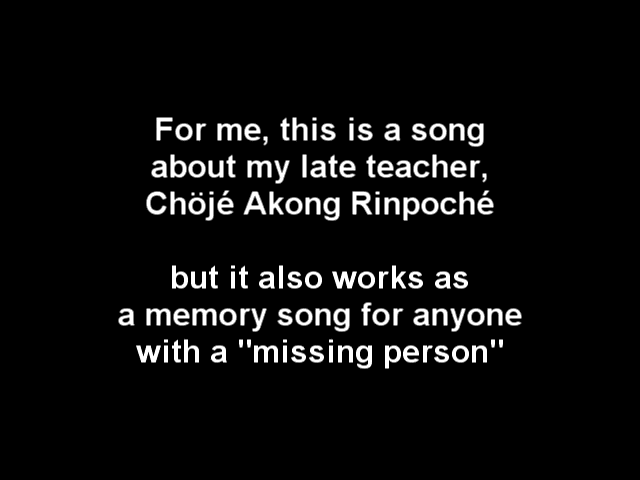 For me, this is a song
about my late teacher,
Chöjé Akong Rinpoché
but it also works as
a memory song for anyone
with a "missing person"